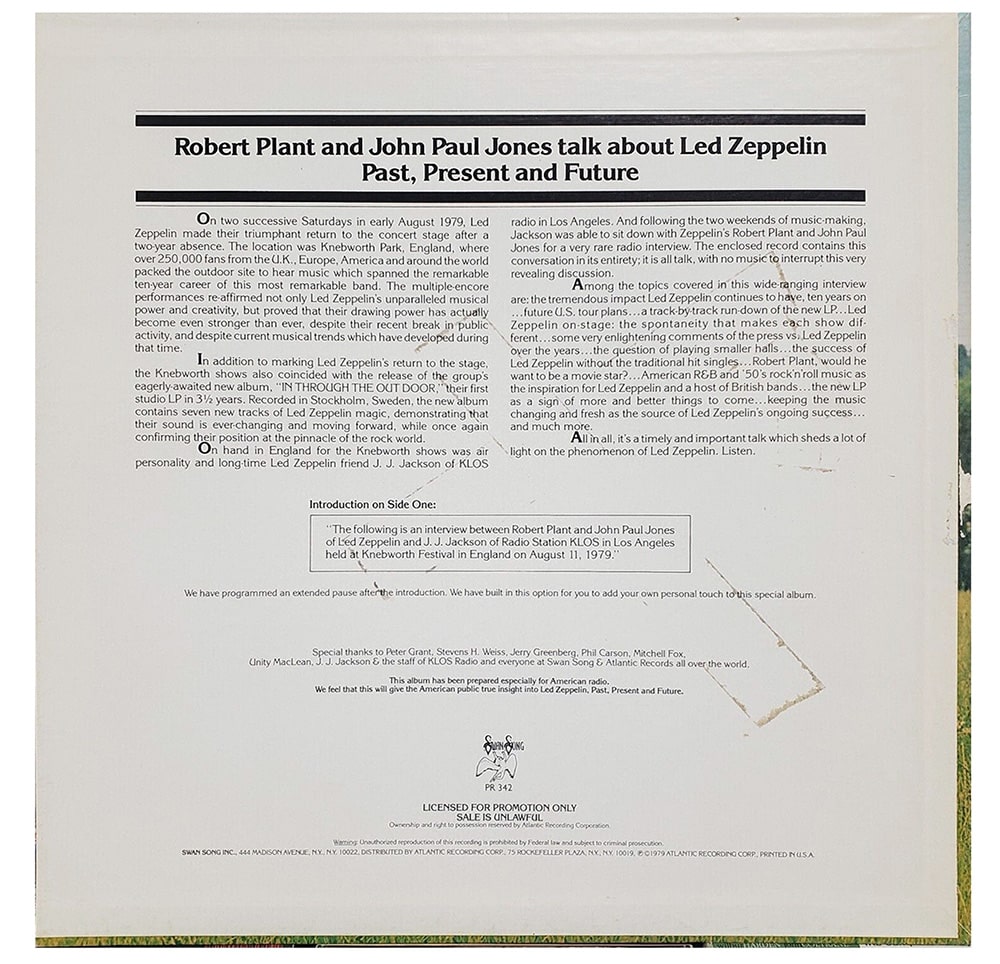 Robert Plant and John Paul Jones talk about Led Zeppelin
Past, Present and Future
On two successive Saturdays in early August 1979, Led
Zeppelin made their triumphant return to the concert stage after a
two-year absence. The location was Knebworth Park, England, where
over 250,000 fans from the U.K., Europe, America and around the world
packed the outdoor site to hear music which spanned the remarkable
ten-year career of this most remarkable band. The multiple-encore
performances re-affirmed not only Led Zeppelin's unparalleled musical
power and creativity, but proved that their drawing power has actually
become even stronger than ever, despite their recent break in public
activity, and despite current musical trends which have developed during
that time.
In addition to marking Led Zeppelin's return to the stage,
the Knebworth shows also coincided with the release of the group's
eagerly-awaited new album, "IN THROUGH THE OUT DOOR," their first
studio LP in 3½ years. Recorded in Stockholm, Sweden, the new album
contains seven new tracks of Led Zeppelin magic, demonstrating that
their sound is ever-changing and moving forward, while once again
confirming their position at the pinnacle of the rock world.
On hand in England for the Knebworth shows was air
personality and long-time Led Zeppelin friend J. J. Jackson of KLOS
radio in Los Angeles. And following the two weekends of music-making,
Jackson was able to sit down with Zeppelin's Robert Plant and John Paul
Jones for a very rare radio interview. The enclosed record contains this
conversation in its entirety; it is all talk, with no music to interrupt this very
revealing discussion.
Among the topics covered in this wide-ranging interview
are: the tremendous impact Led Zeppelin continues to have, ten years on
...future U.S. tour plans...a track-by-track run-down of the new LP...Led
Zeppelin on-stage: the spontaneity that makes each show dif-
ferent...some very enlightening comments of the press vs. Led Zeppelin
over the years...the question of playing smaller halls...the success of
Led Zeppelin without the traditional hit singles...Robert Plant, would he
want to be a movie star?...American R&B and '50's rock'n'roll music as
the inspiration for Led Zeppelin and a host of British bands...the new LP
as a sign of more and better things to come...keeping the music
changing and fresh as the source of Led Zeppelin's ongoing success...
and much more.
All in all, it's a timely and important talk which sheds a lot of
light on the phenomenon of Led Zeppelin. Listen.
Introduction on Side One:
"The following is an interview between Robert Plant and John Paul Jones
of Led Zeppelin and J. J. Jackson of Radio Station KLOS in Los Angeles
held at Knebworth Festival in England on August 11, 1979."
We have programmed an extended pause after the introduction. We have built in this option for you to add your own personal touch to this special album.
Special thanks to Peter Grant, Stevens H. Weiss, Jerry Greenberg, Phil Carson, Mitchell Fox,
Unity MacLean, J. J. Jackson & the staff of KLOS Radio and everyone at Swan Song & Atlantic Records all over the world.
This album has been prepared especially for American radio.
We feel that this will give the American public true insight into Led Zeppelin, Past, Present and Future.
SWAN SONG
PR 342
LICENSED FOR PROMOTION ONLY
SALE IS UNLAWFUL
Ownership and right to possession reserved by Atlantic Recording Corporation.
Warning: Unauthorized reproduction of this recording is prohibited by Federal law and subject to criminal prosecution.
SWAN SONG INC., 444 MADISON AVENUE, N.Y., N.Y. 10022, DISTRIBUTED BY ATLANTIC RECORDING CORP., 75 ROCKEFELLER PLAZA, N.Y., N.Y. 10019, ℗©1979 ATLANTIC RECORDING CORP., PRINTED IN U.S.A.